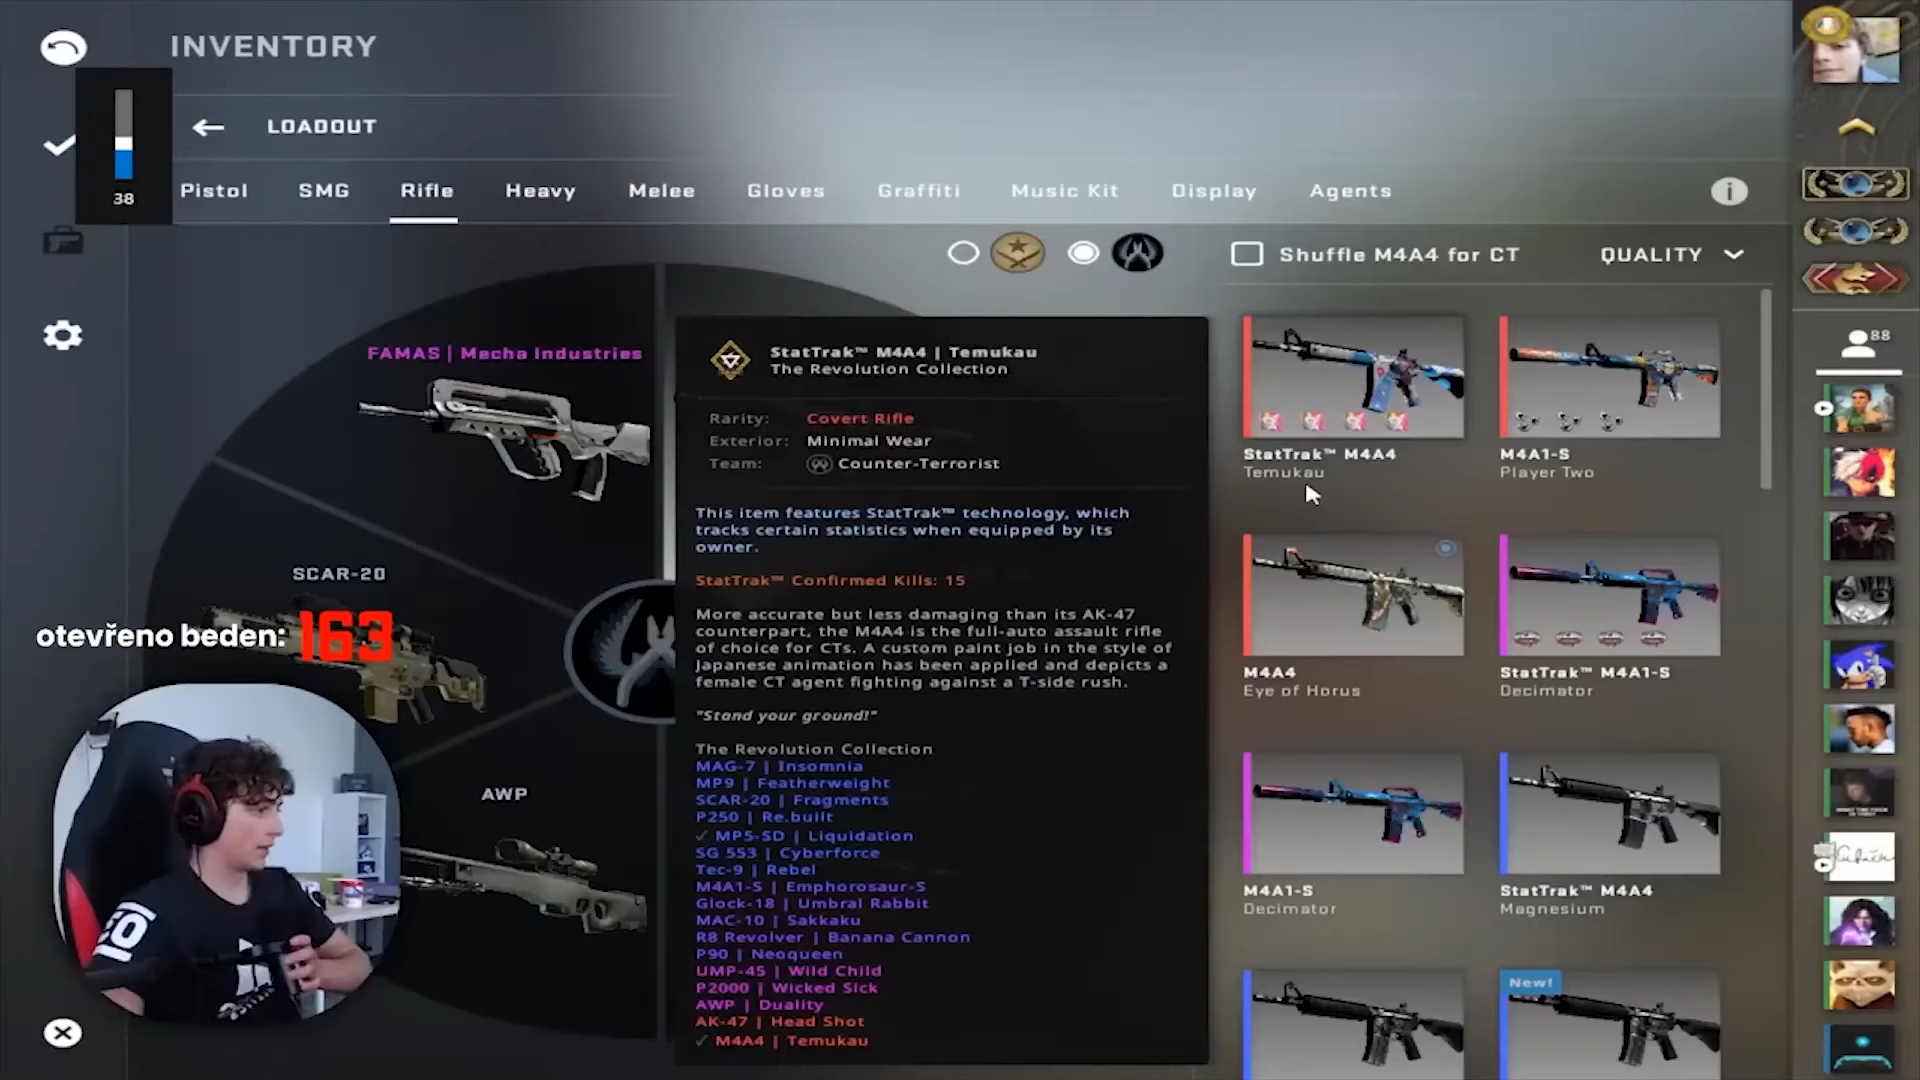 INVENTORY
LOADOUT
38
Pistol
SMG
Rifle
Heavy
Melee
Gloves
Graffiti
Music Kit
Display
Agents
Shuffle M4A4 for CT
QUALITY
88
FAMAS | Mecha Industries
SCAR-20
otevřeno beden: 163
AWP
StatTrak™ M4A4 | Temukau
The Revolution Collection
Rarity: Covert Rifle
Exterior: Minimal Wear
Team: Counter-Terrorist
This item features StatTrak™ technology, which
tracks certain statistics when equipped by its
owner.
StatTrak™ Confirmed Kills: 15
More accurate but less damaging than its AK-47
counterpart, the M4A4 is the full-auto assault rifle
of choice for CTs. A custom paint job in the style of
Japanese animation has been applied and depicts a
female CT agent fighting against a T-side rush.
"Stand your ground!"
The Revolution Collection
MAG-7 | Insomnia
MP9 | Featherweight
SCAR-20 | Fragments
P250 | Re.built
✓ MP5-SD | Liquidation
SG 553 | Cyberforce
Tec-9 | Rebel
M4A1-S | Emphorosaur-S
Glock-18 | Umbral Rabbit
MAC-10 | Sakkaku
R8 Revolver | Banana Cannon
P90 | Neoqueen
UMP-45 | Wild Child
P2000 | Wicked Sick
AWP | Duality
AK-47 | Head Shot
✓ M4A4 | Temukau
StatTrak™ M4A4
Temukau
M4A1-S
Player Two
M4A4
Eye of Horus
StatTrak™ M4A1-S
Decimator
M4A1-S
Decimator
StatTrak™ M4A4
Magnesium
New!